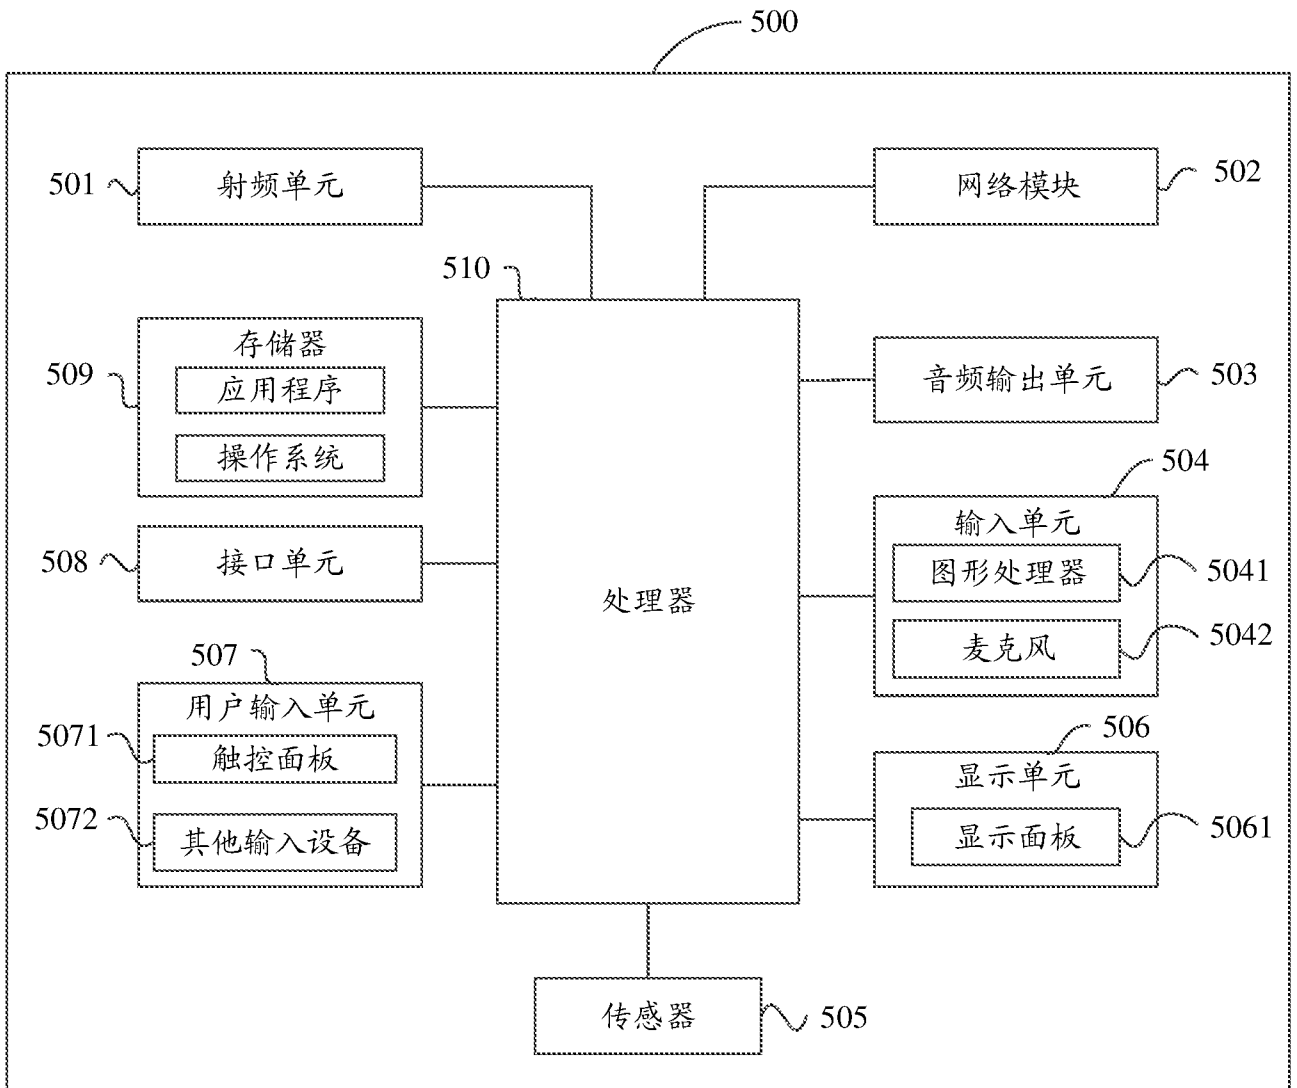 500
501
射频单元
网络模块
502
510
存储器
509
应用程序
操作系统
音频输出单元
503
504
输入单元
508
接口单元
图形处理器
5041
处理器
麦克风
5042
507
用户输入单元
5071
触控面板
5072
其他输入设备
506
显示单元
显示面板
5061
传感器
505